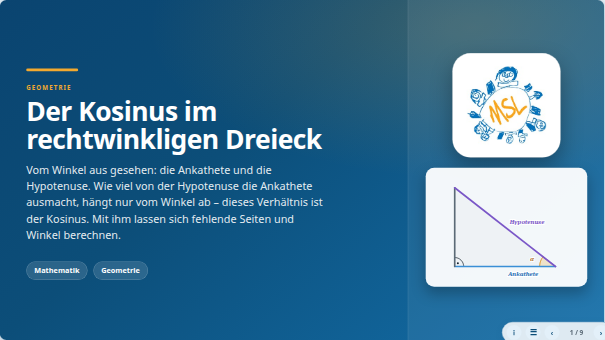 GEOMETRIE
Der Kosinus im
rechtwinkligen Dreieck
Vom Winkel aus gesehen: die Ankathete und die
Hypotenuse. Wie viel von der Hypotenuse die Ankathete
ausmacht, hängt nur vom Winkel ab – dieses Verhältnis ist
der Kosinus. Mit ihm lassen sich fehlende Seiten und
Winkel berechnen.
Mathematik
Geometrie
MSL
Hypotenuse
α
Ankathete
1 / 9